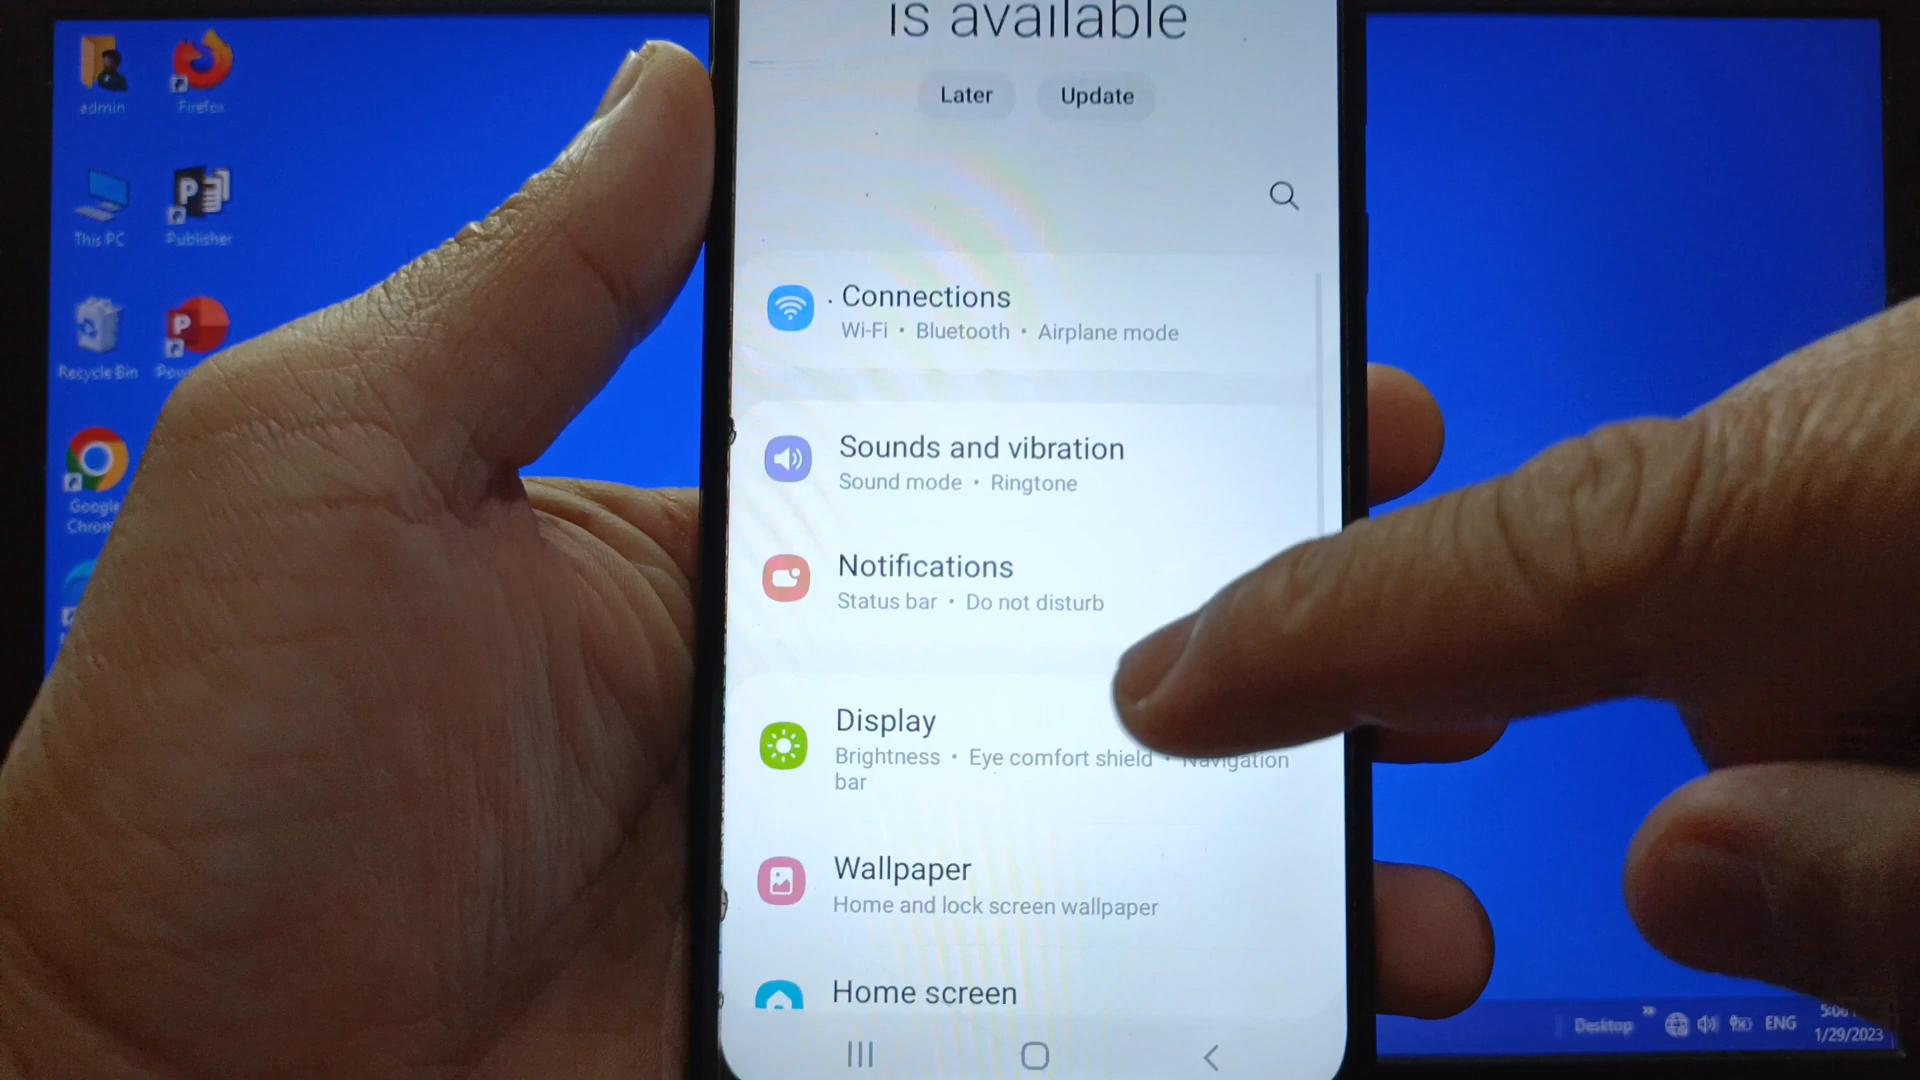 is available
Later
Update
Connections
Wi-Fi • Bluetooth • Airplane mode
Sounds and vibration
Sound mode • Ringtone
Notifications
Status bar • Do not disturb
Display
Brightness • Eye comfort shield • Navigation
bar
Wallpaper
Home and lock screen wallpaper
Home screen
admin
Firefox
This PC
Publisher
Recycle Bin
Google
Desktop
ENG
1/29/2023